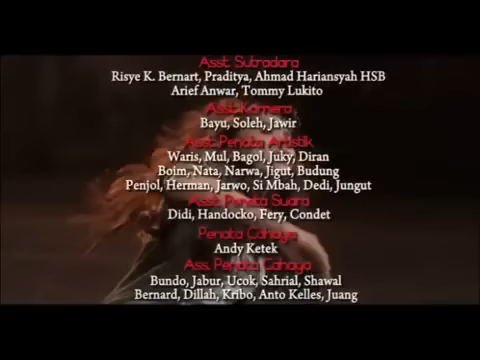 Asst. Sutradara
Risye K. Bernart, Praditya, Ahmad Hariansyah HSB
Arief Anwar, Tommy Lukito
Asst. Kamera
Bayu, Soleh, Jawir
Asst. Penata Artistik
Waris, Mul, Bagol, Juky, Diran
Boim, Nata, Narwa, Jigut, Budung
Penjol, Herman, Jarwo, Si Mbah, Dedi, Jungut
Asst. Penata Suara
Didi, Handocko, Fery, Condet
Penata Cahaya
Andy Ketek
Ass. Penata Cahaya
Bundo, Jabur, Ucok, Sahrial, Shawal
Bernard, Dillah, Kribo, Anto Kelles, Juang